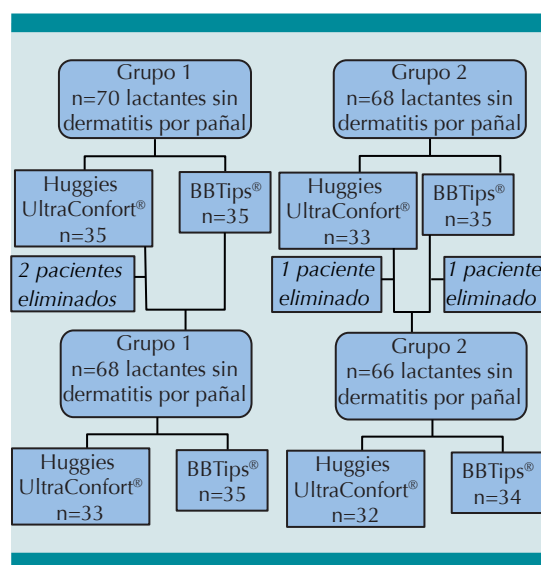 Grupo 1
n=70 lactantes sin
dermatitis por pañal
Grupo 2
n=68 lactantes sin
dermatitis por pañal
Huggies
UltraConfort®
n=35
BBTips®
n=35
Huggies
UltraConfort®
n=33
BBTips®
n=35
2 pacientes
eliminados
1 paciente
eliminado
1 paciente
eliminado
Grupo 1
n=68 lactantes sin
dermatitis por pañal
Grupo 2
n=66 lactantes sin
dermatitis por pañal
Huggies
UltraConfort®
n=33
BBTips®
n=35
Huggies
UltraConfort®
n=32
BBTips®
n=34